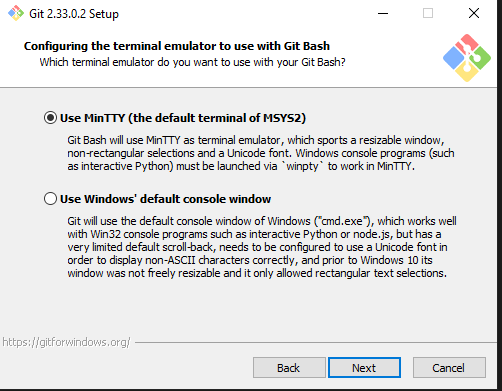 Git 2.33.0.2 Setup
Configuring the terminal emulator to use with Git Bash
Which terminal emulator do you want to use with your Git Bash?
Use MinTTY (the default terminal of MSYS2)
Git Bash will use MinTTY as terminal emulator, which sports a resizable window,
non-rectangular selections and a Unicode font. Windows console programs (such
as interactive Python) must be launched via `winpty` to work in MinTTY.
Use Windows' default console window
Git will use the default console window of Windows ("cmd.exe"), which works well
with Win32 console programs such as interactive Python or node.js, but has a
very limited default scroll-back, needs to be configured to use a Unicode font in
order to display non-ASCII characters correctly, and prior to Windows 10 its
window was not freely resizable and it only allowed rectangular text selections.
https://gitforwindows.org/
Back
Next
Cancel